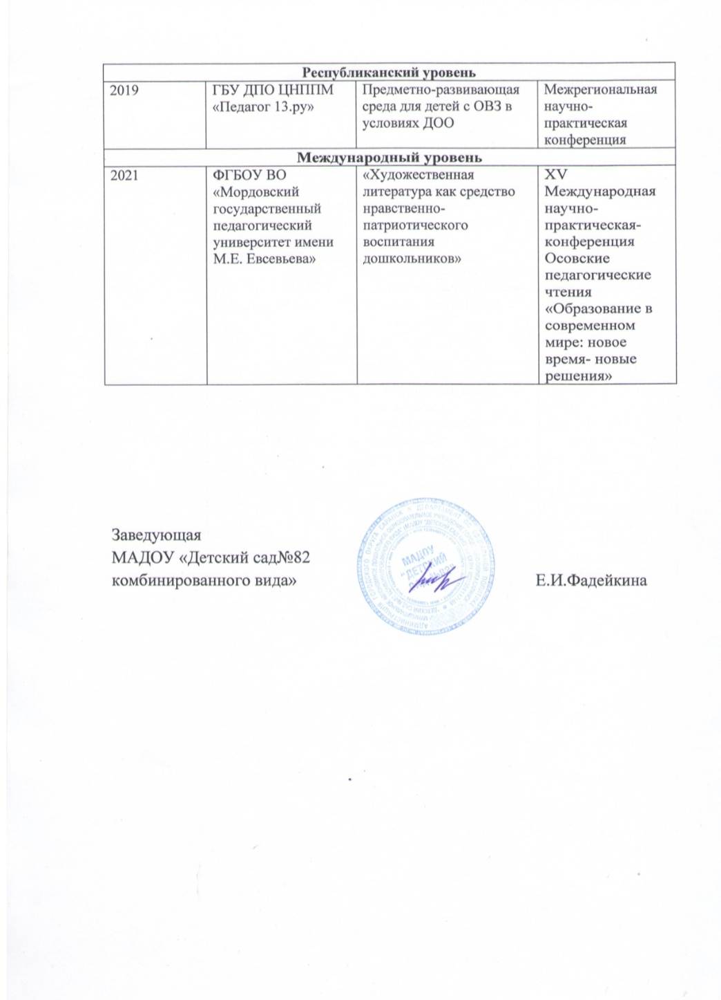 Республиканский уровень
2019
ГБУ ДПО ЦНППМ
«Педагог 13.ру»
Предметно-развивающая
среда для детей с ОВЗ в
условиях ДОО
Межрегиональная
научно-
практическая
конференция
Международный уровень
2021
ФГБОУ ВО
«Мордовский
государственный
педагогический
университет имени
М.Е. Евсевьева»
«Художественная
литература как средство
нравственно-
патриотического
воспитания
дошкольников»
XV
Международная
научно-
практическая-
конференция
Осовские
педагогические
чтения
«Образование в
современном
мире: новое
время- новые
решения»
Заведующая
МАДОУ «Детский сад№82
комбинированного вида»
МАДОУ
"ДЕТСКИЙ
Е.И.Фадейкина